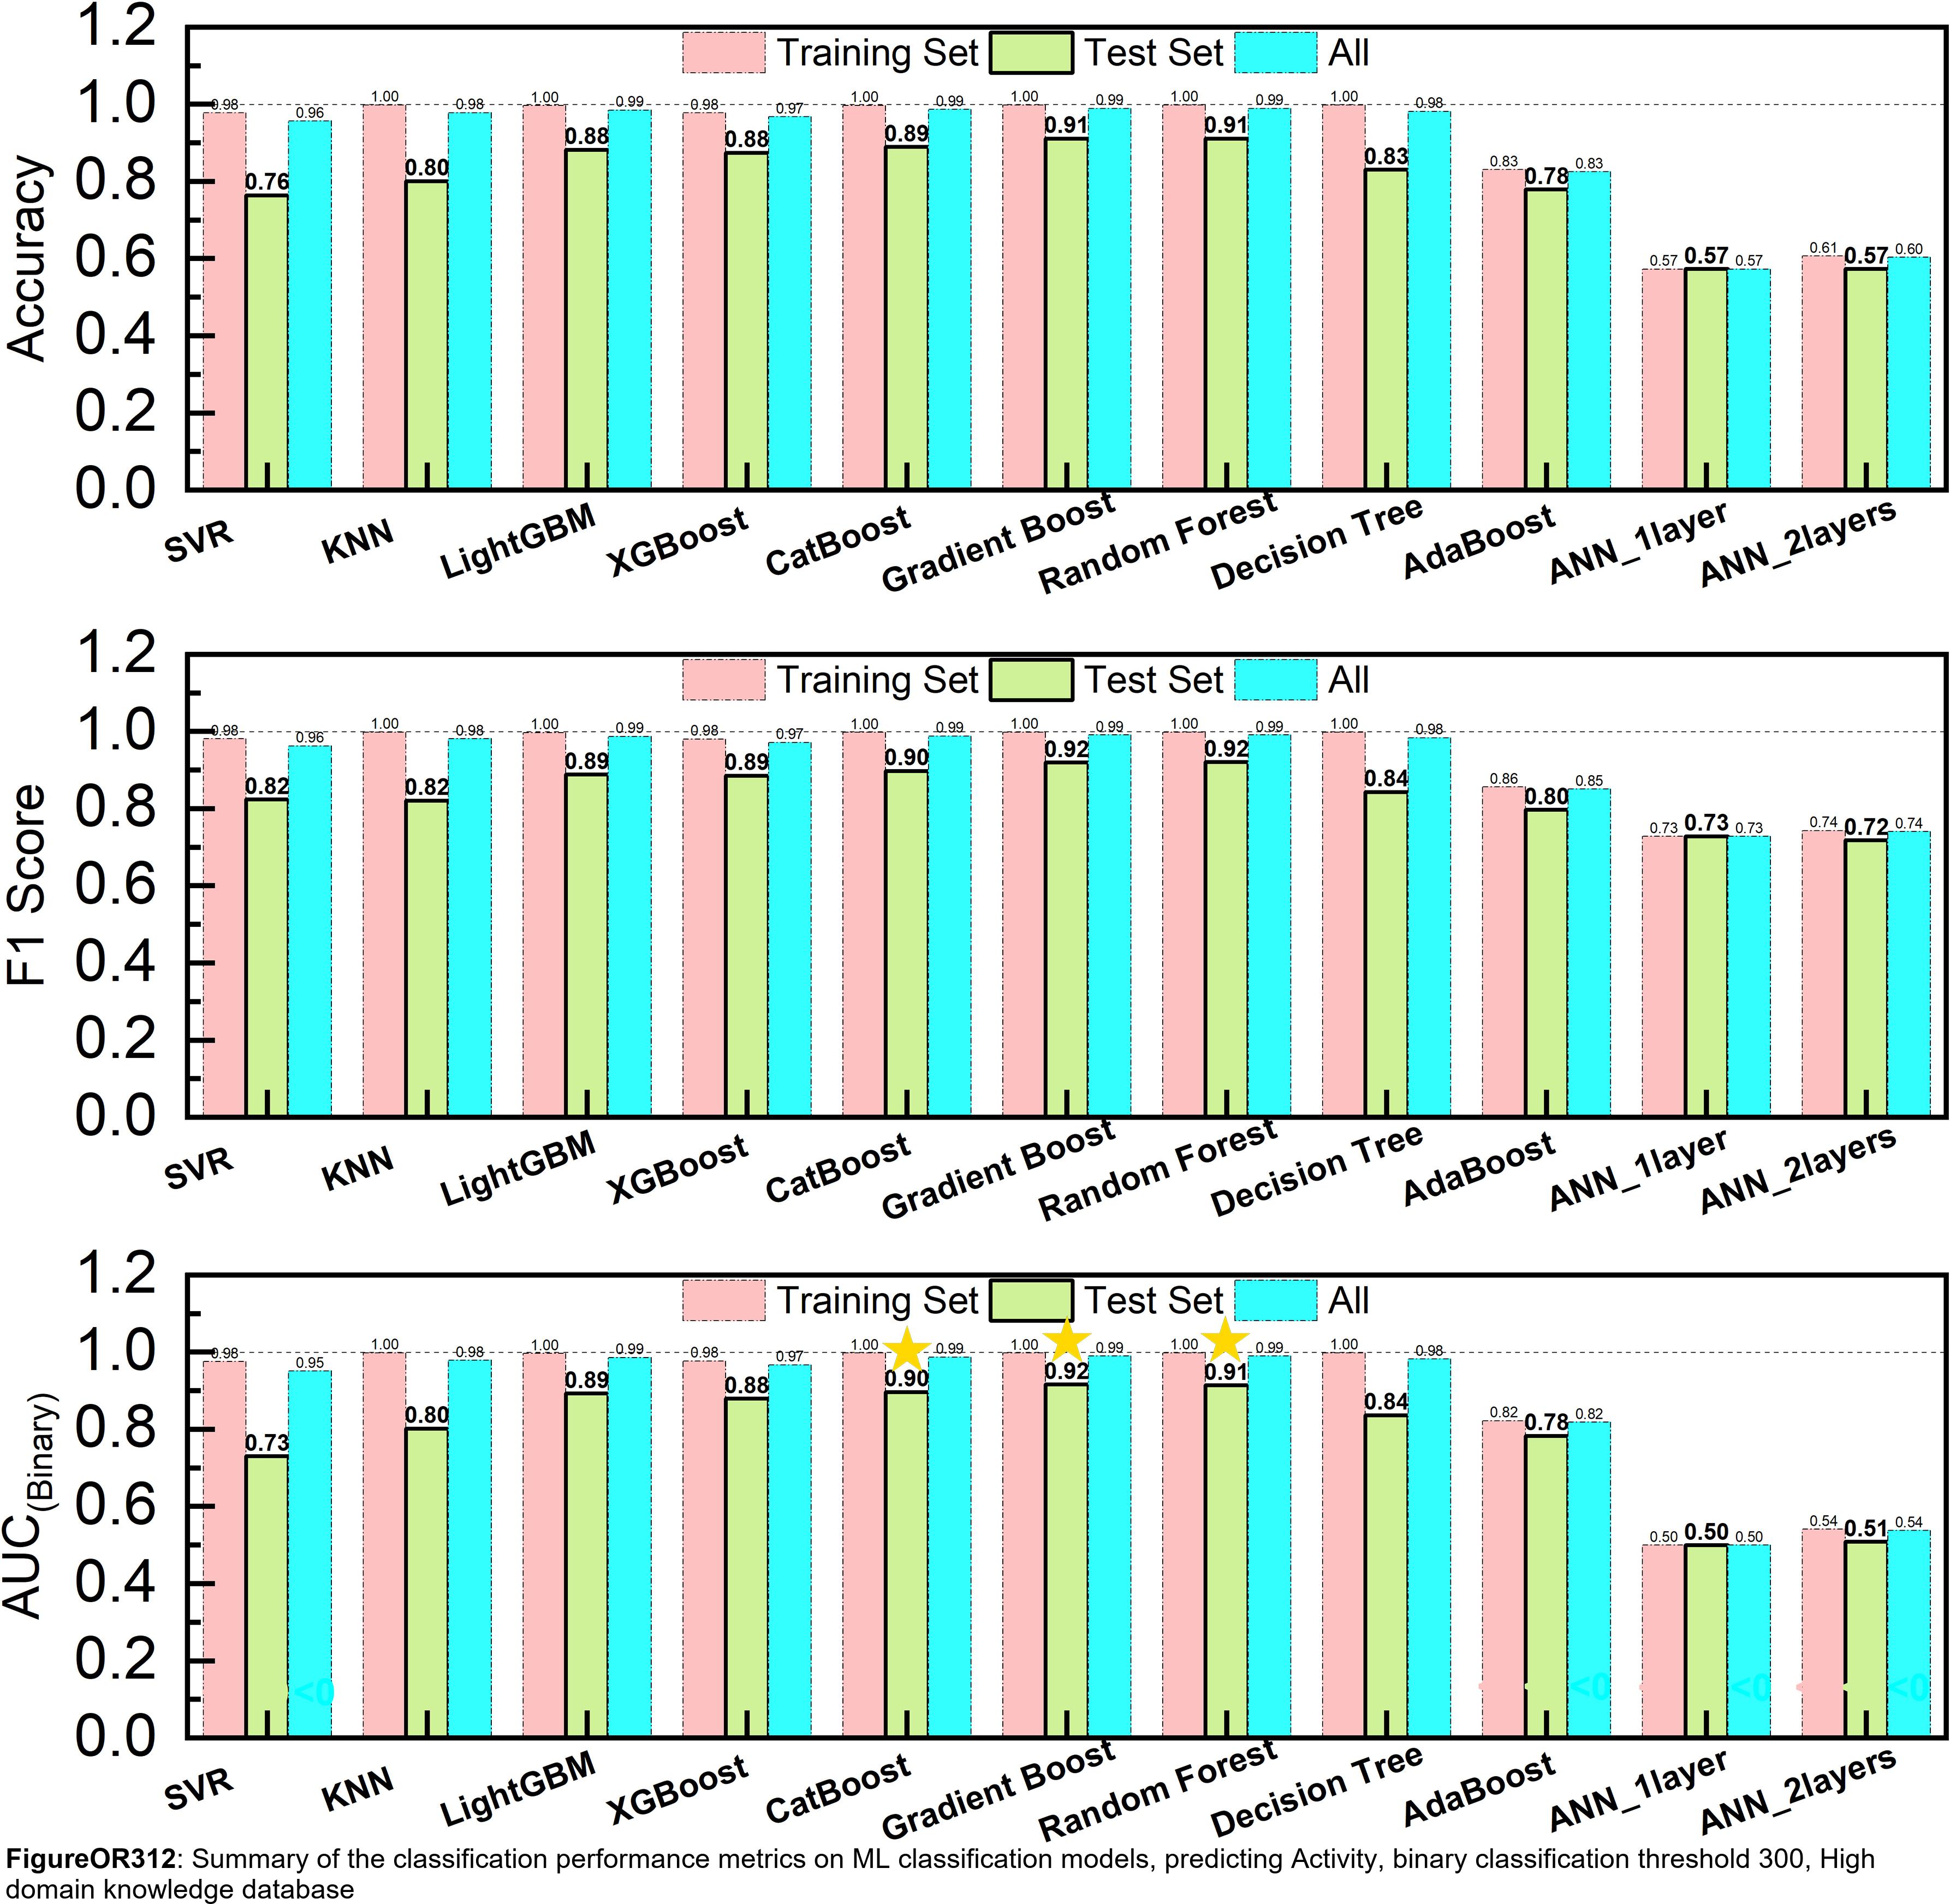 1.2
Training Set Test Set All
1.0
0.98 0.96 1.00 0.98 1.00 0.99 0.98 0.97 1.00 0.99 1.00 0.99 1.00 0.99 1.00 0.98 0.83 0.83 0.57 0.57 0.61 0.60
0.76 0.80 0.88 0.88 0.89 0.91 0.91 0.83 0.78 0.57 0.57
0.8
0.6
0.4
0.2
0.0
Accuracy
SVR KNN LightGBM XGBoost CatBoost Gradient Boost Random Forest Decision Tree AdaBoost ANN_1layer ANN_2layers
1.2
Training Set Test Set All
1.0
0.98 0.96 1.00 0.98 1.00 0.99 0.98 0.97 1.00 0.99 1.00 0.99 1.00 0.99 1.00 0.98 0.86 0.85 0.73 0.73 0.74 0.74
0.82 0.82 0.89 0.89 0.90 0.92 0.92 0.84 0.80 0.73 0.72
0.8
0.6
0.4
0.2
0.0
F1 Score
SVR KNN LightGBM XGBoost CatBoost Gradient Boost Random Forest Decision Tree AdaBoost ANN_1layer ANN_2layers
1.2
Training Set Test Set All
1.0
0.98 0.95 1.00 0.98 1.00 0.99 0.98 0.97 1.00 0.99 1.00 0.99 1.00 0.99 1.00 0.98 0.82 0.82 0.50 0.50 0.54 0.54
0.73 0.80 0.89 0.88 0.90 0.92 0.91 0.84 0.78 0.50 0.51
0.8
0.6
0.4
0.2
<0 <0 <0 <0
0.0
AUC(Binary)
SVR KNN LightGBM XGBoost CatBoost Gradient Boost Random Forest Decision Tree AdaBoost ANN_1layer ANN_2layers
FigureOR312: Summary of the classification performance metrics on ML classification models, predicting Activity, binary classification threshold 300, High
domain knowledge database